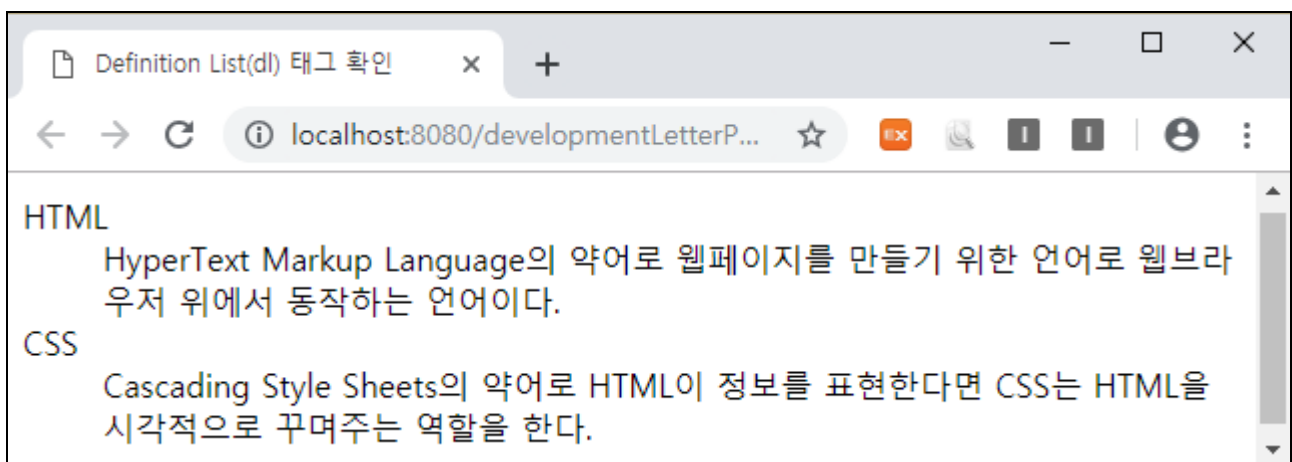 Definition List(dl) 태그 확인
localhost:8080/developmentLetterP...
HTML
HyperText Markup Language의 약어로 웹페이지를 만들기 위한 언어로 웹브라
우저 위에서 동작하는 언어이다.
CSS
Cascading Style Sheets의 약어로 HTML이 정보를 표현한다면 CSS는 HTML을
시각적으로 꾸며주는 역할을 한다.